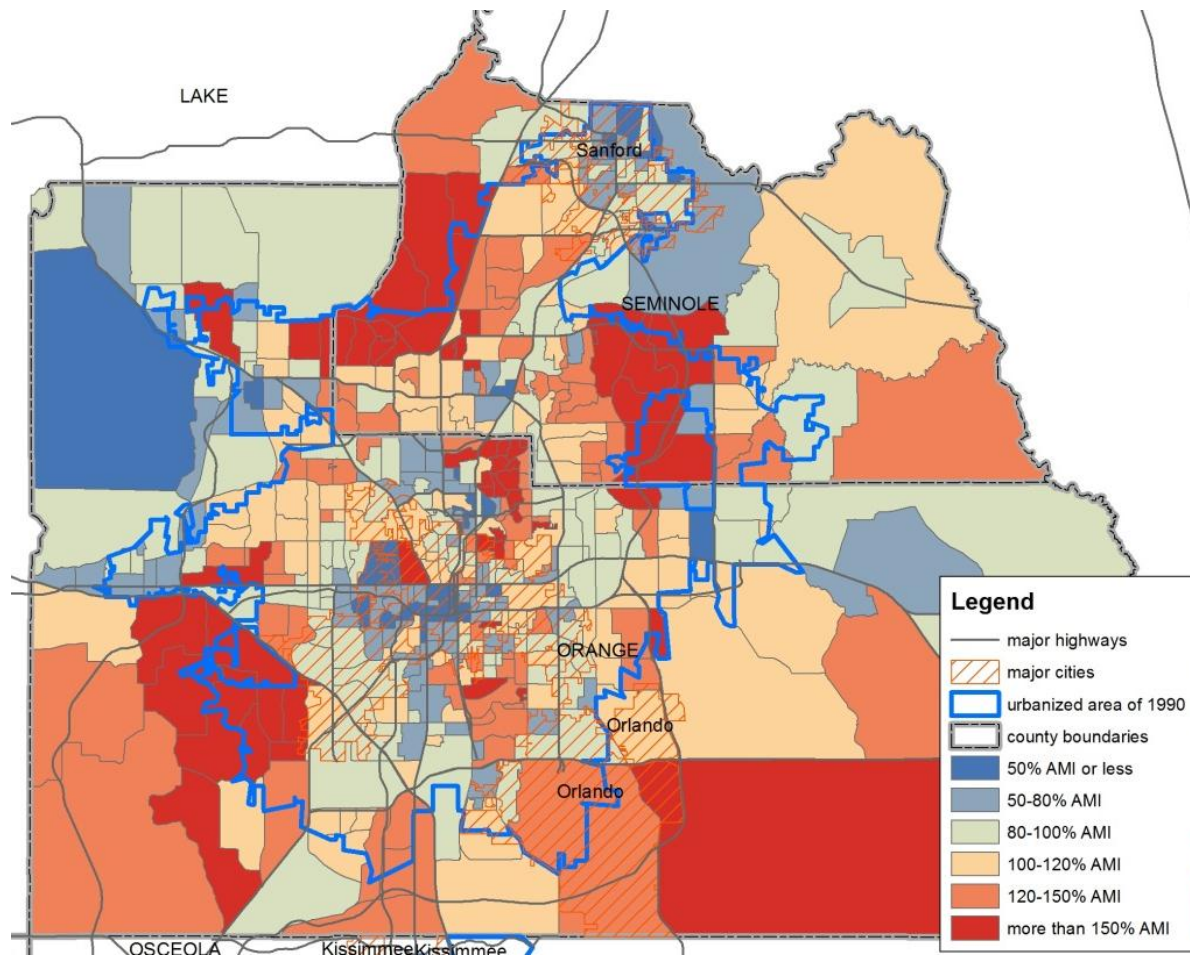 LAKE
Sanford
SEMINOLE
ORANGE
Orlando
Orlando
OSCEOLA
Kissimmee
Kissimmee
Legend
major highways
major cities
urbanized area of 1990
county boundaries
50% AMI or less
50-80% AMI
80-100% AMI
100-120% AMI
120-150% AMI
more than 150% AMI